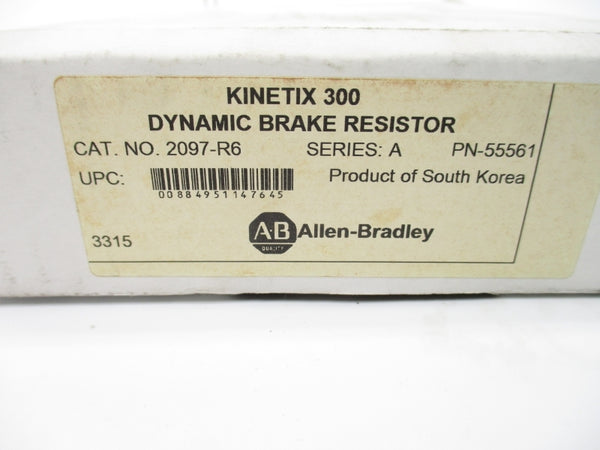 KINETIX 300
DYNAMIC BRAKE RESISTOR
CAT. NO. 2097-R6 SERIES: A PN-55561
UPC: Product of South Korea
00884951147645
3315 AB QUALITY Allen-Bradley